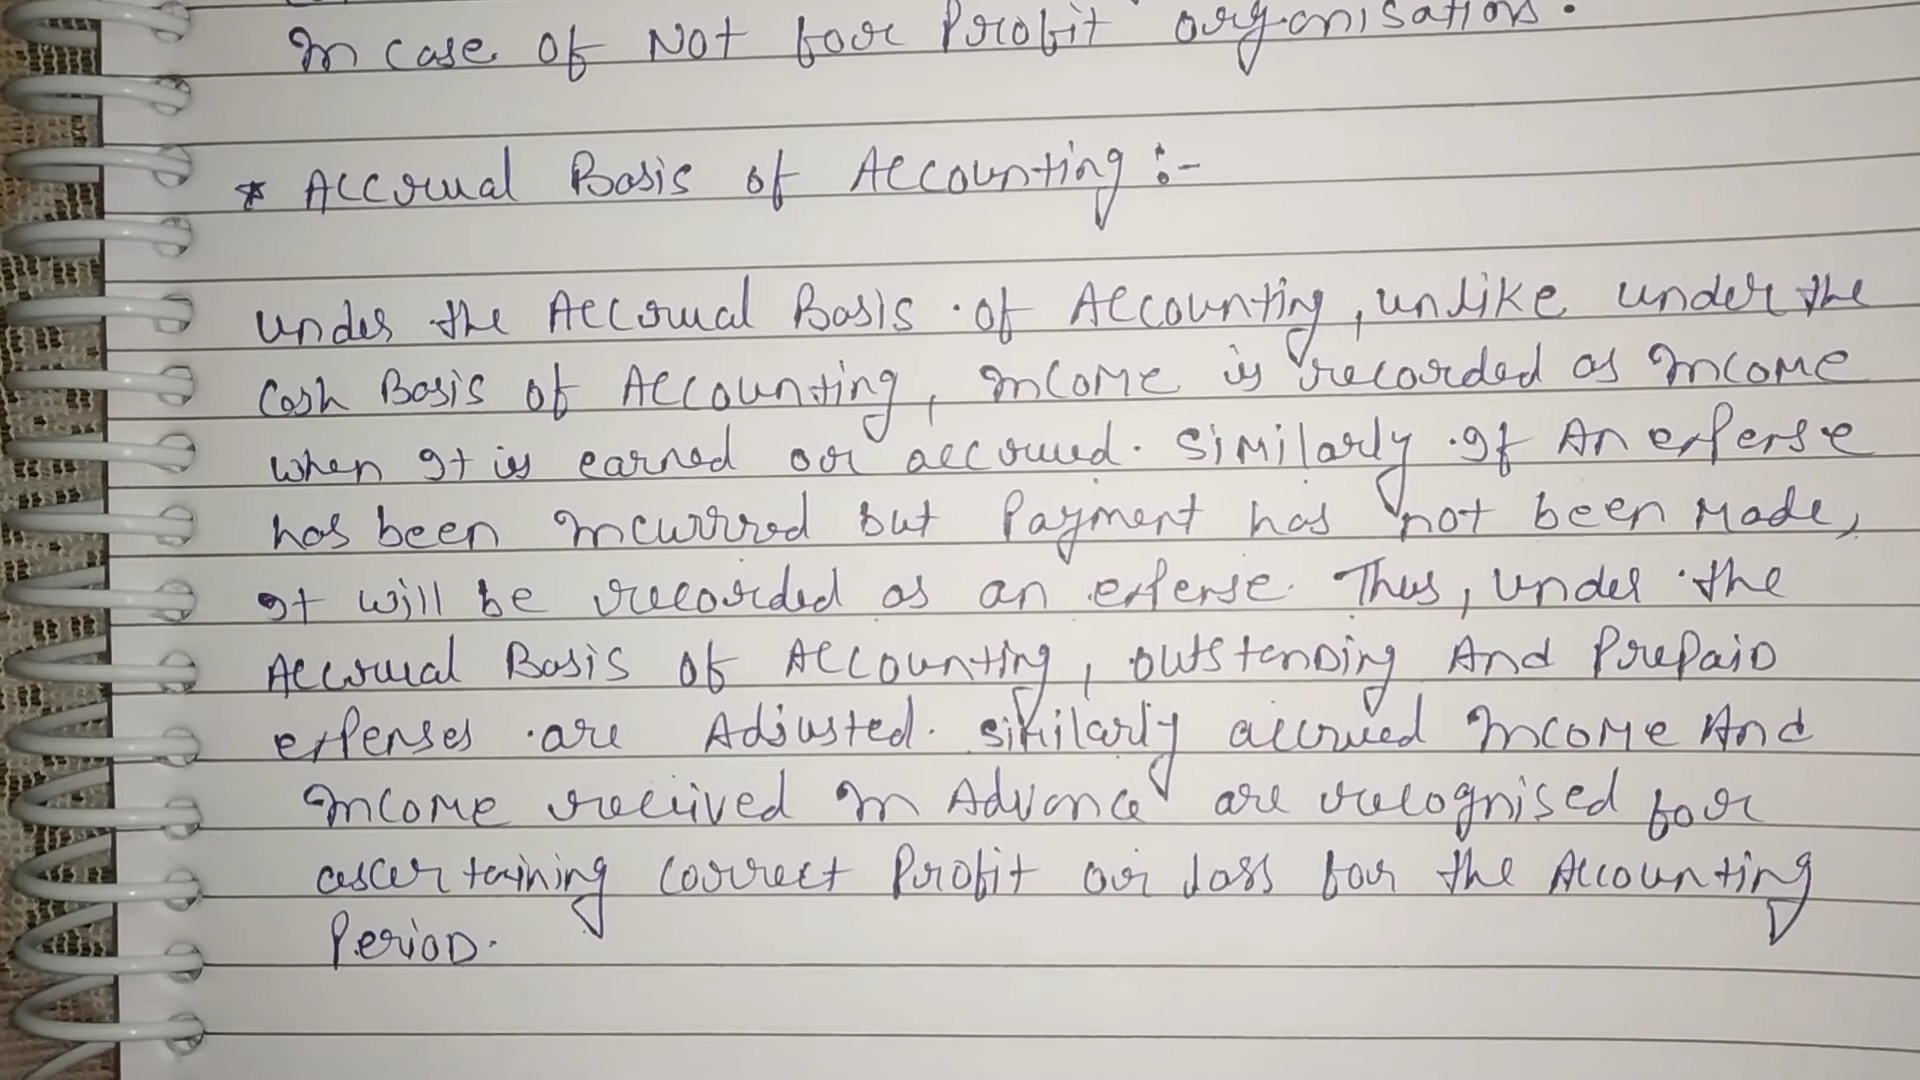 In case of Not for Profit organisations.
* Accrual Basis of Accounting :-
Under the Accrual Basis of Accounting, unlike under the
Cash Basis of Accounting, Income is recorded as Income
when It is earned or accrued. Similarly If An expense
has been Incurred but Payment has not been Made,
It will be recorded as an expense. Thus, under the
Accrual Basis of Accounting, outstanding And Prepaid
expenses are Adjusted. Similarly accrued Income And
Income received In Advance are recognised for
ascertaining correct Profit or loss for the Accounting
Period.